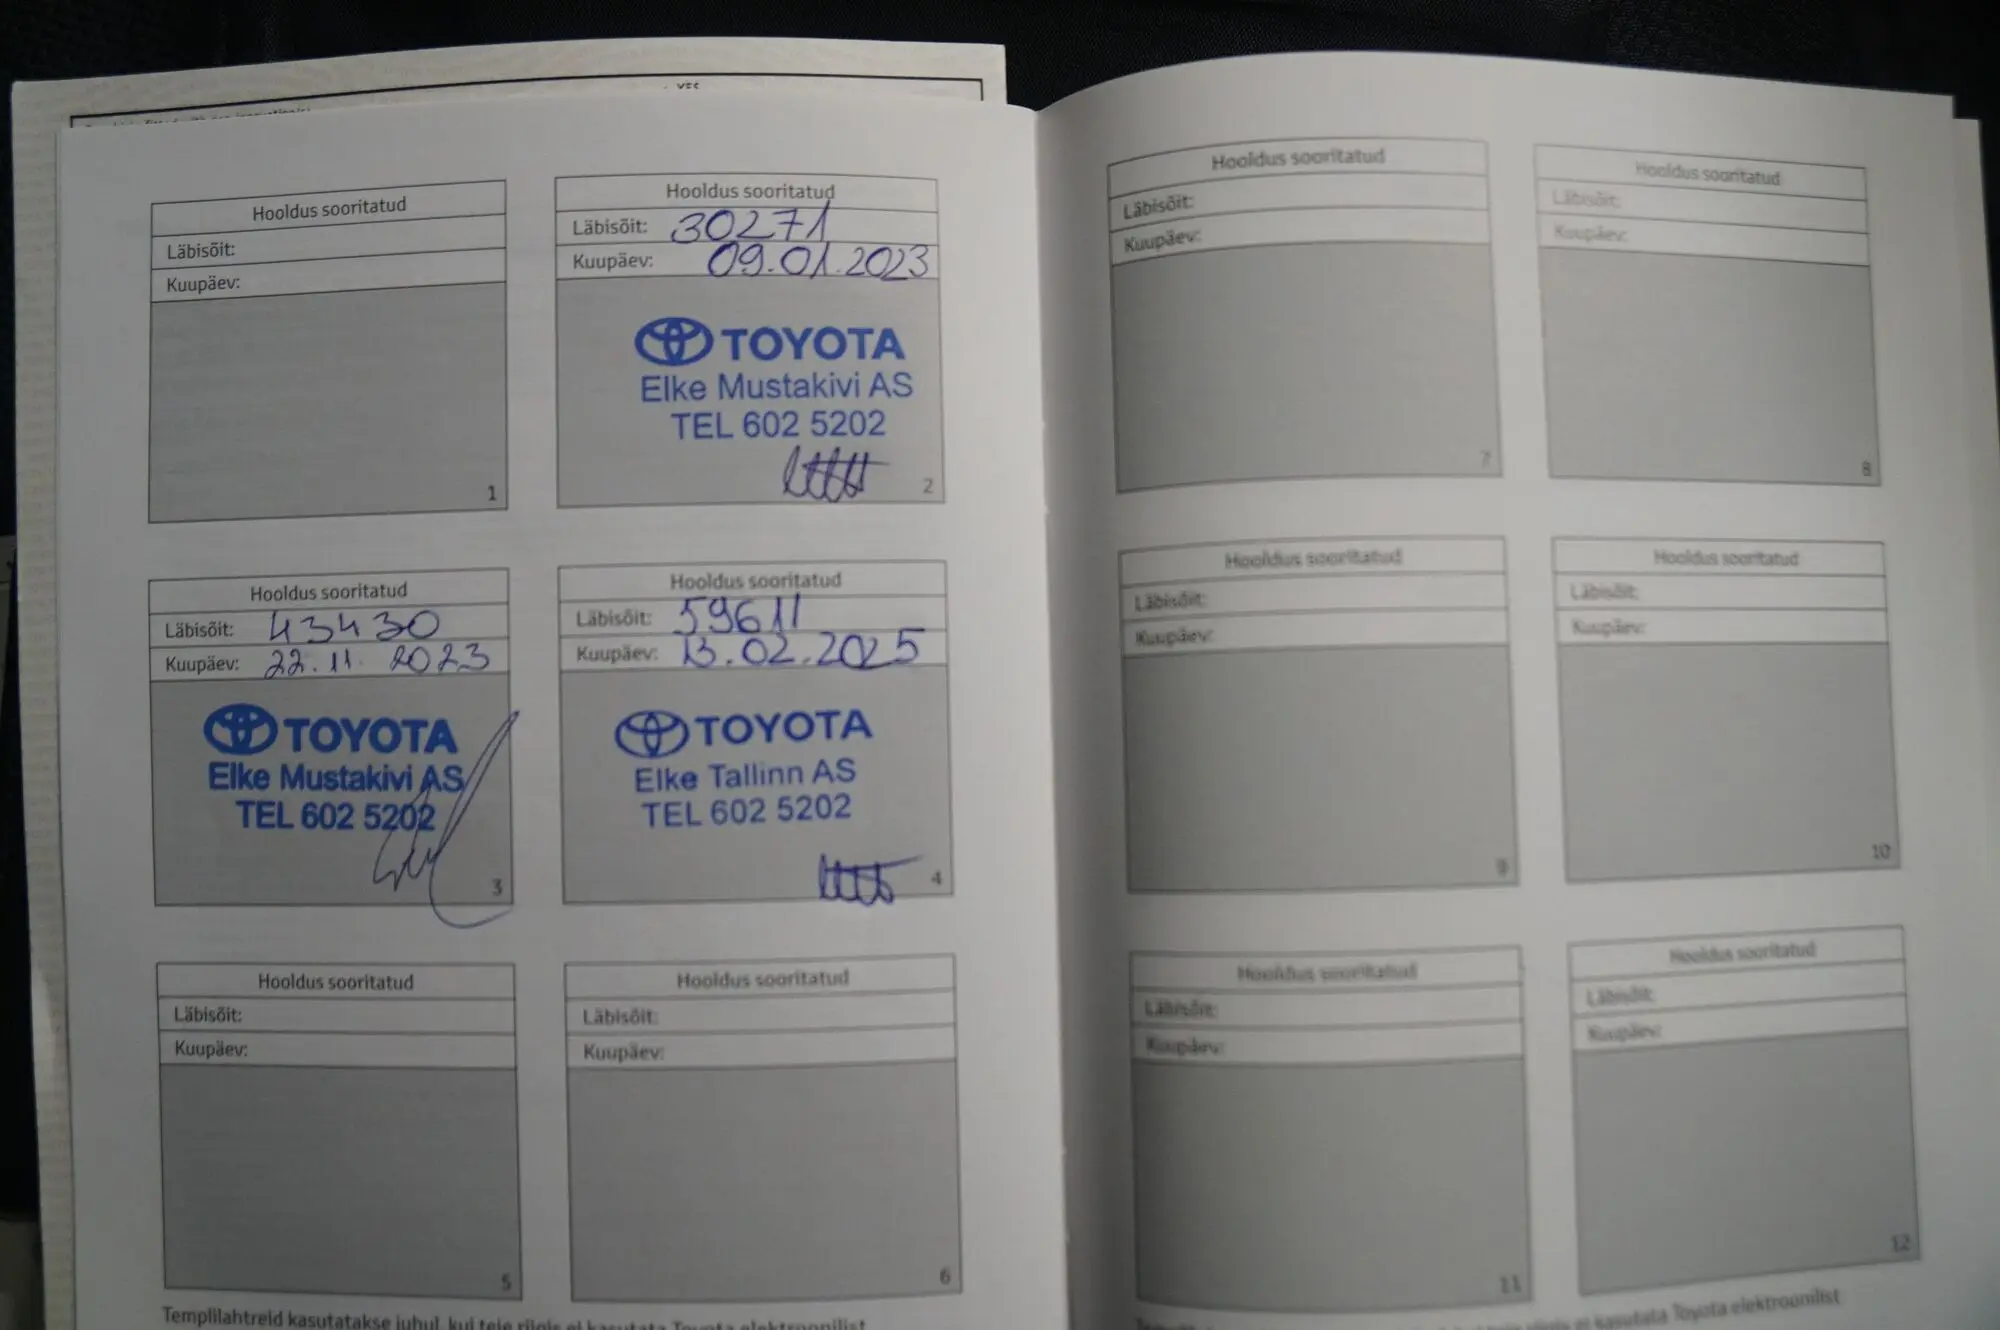 Hooldus sooritatud
Läbisõit:
Kuupäev:
1
Hooldus sooritatud
Läbisõit: 30271
Kuupäev: 09.01.2023
TOYOTA
Elke Mustakivi AS
TEL 602 5202
2
Hooldus sooritatud
Läbisõit: 43430
Kuupäev: 22.11.2023
TOYOTA
Elke Mustakivi AS
TEL 602 5202
3
Hooldus sooritatud
Läbisõit: 59611
Kuupäev: 13.02.2025
TOYOTA
Elke Tallinn AS
TEL 602 5202
4
Hooldus sooritatud
Läbisõit:
Kuupäev:
5
Hooldus sooritatud
Läbisõit:
Kuupäev:
6
Templilahtreid kasutatakse juhul, kui teie riigis ei kasutata Toyota elektroonilist
Hooldus sooritatud
Läbisõit:
Kuupäev:
7
Hooldus sooritatud
Läbisõit:
Kuupäev:
8
Hooldus sooritatud
Läbisõit:
Kuupäev:
9
Hooldus sooritatud
Läbisõit:
Kuupäev:
10
Hooldus sooritatud
Läbisõit:
Kuupäev:
11
Hooldus sooritatud
Läbisõit:
Kuupäev:
12
riigis ei kasutata Toyota elektroonilist